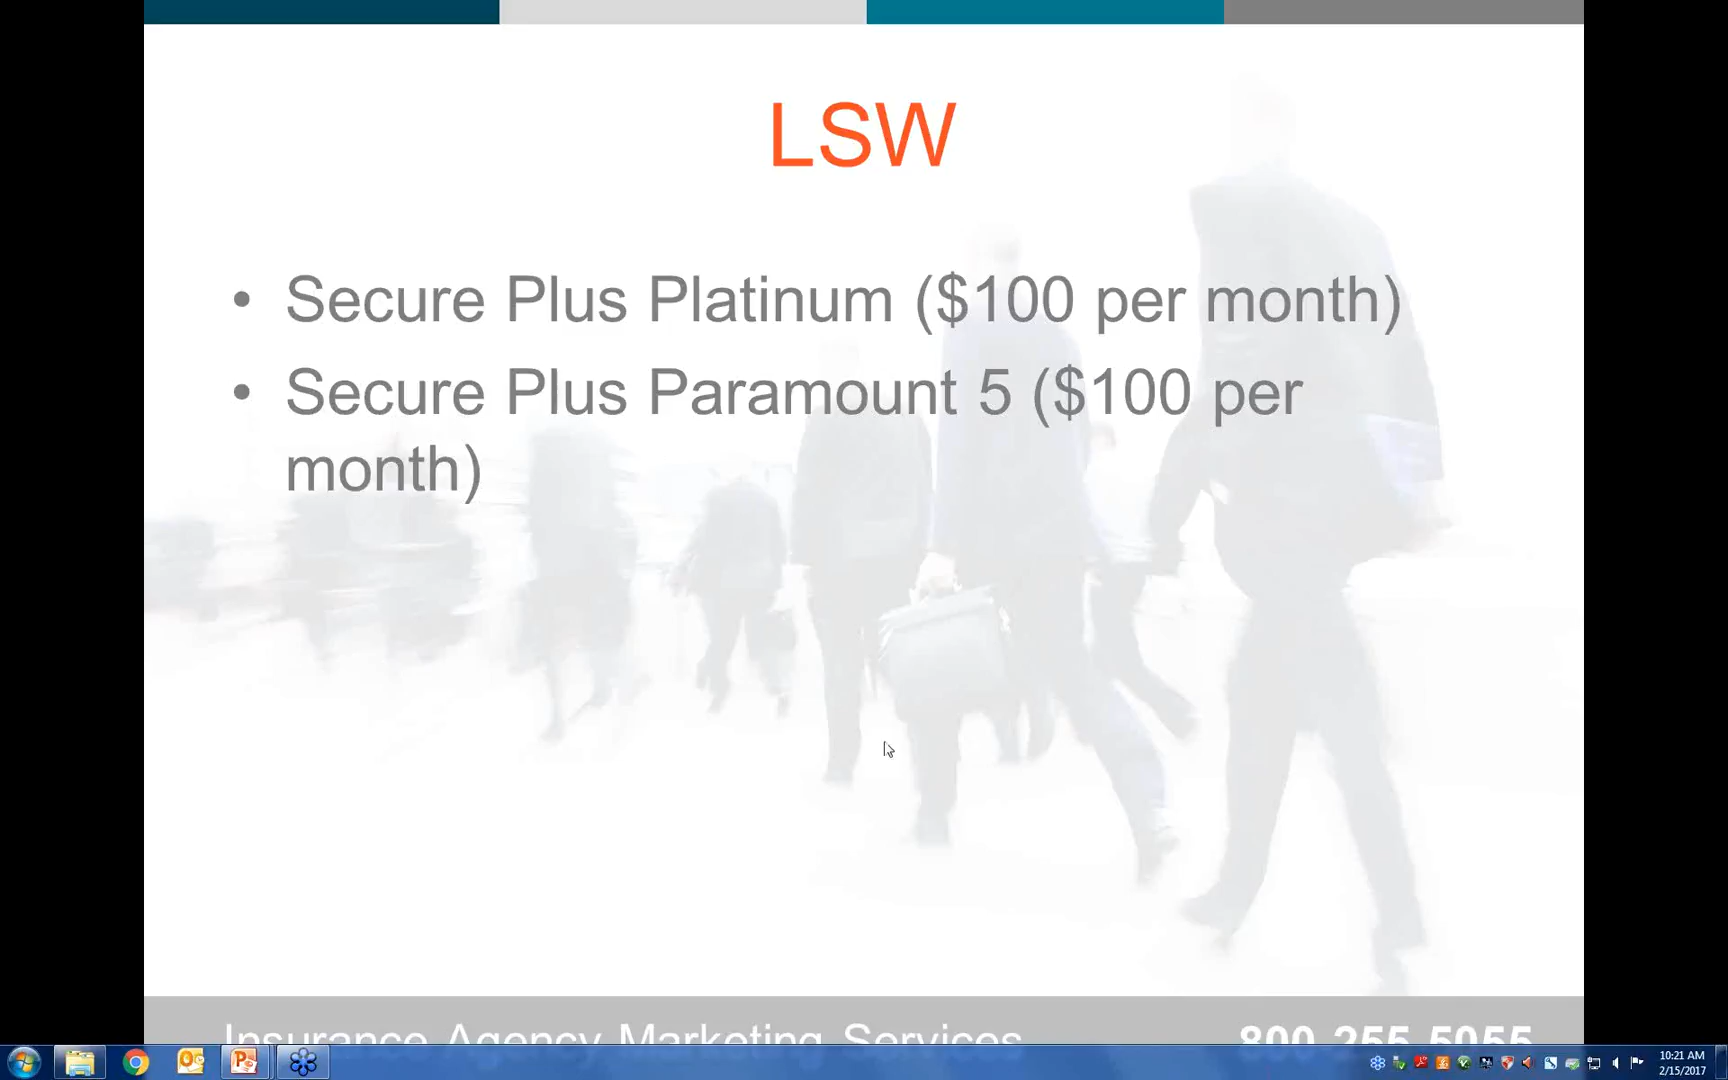 LSW
• Secure Plus Platinum ($100 per month)
• Secure Plus Paramount 5 ($100 per
month)
Insurance Agency Marketing Services
800 255 5055
10:21 AM
2/15/2017